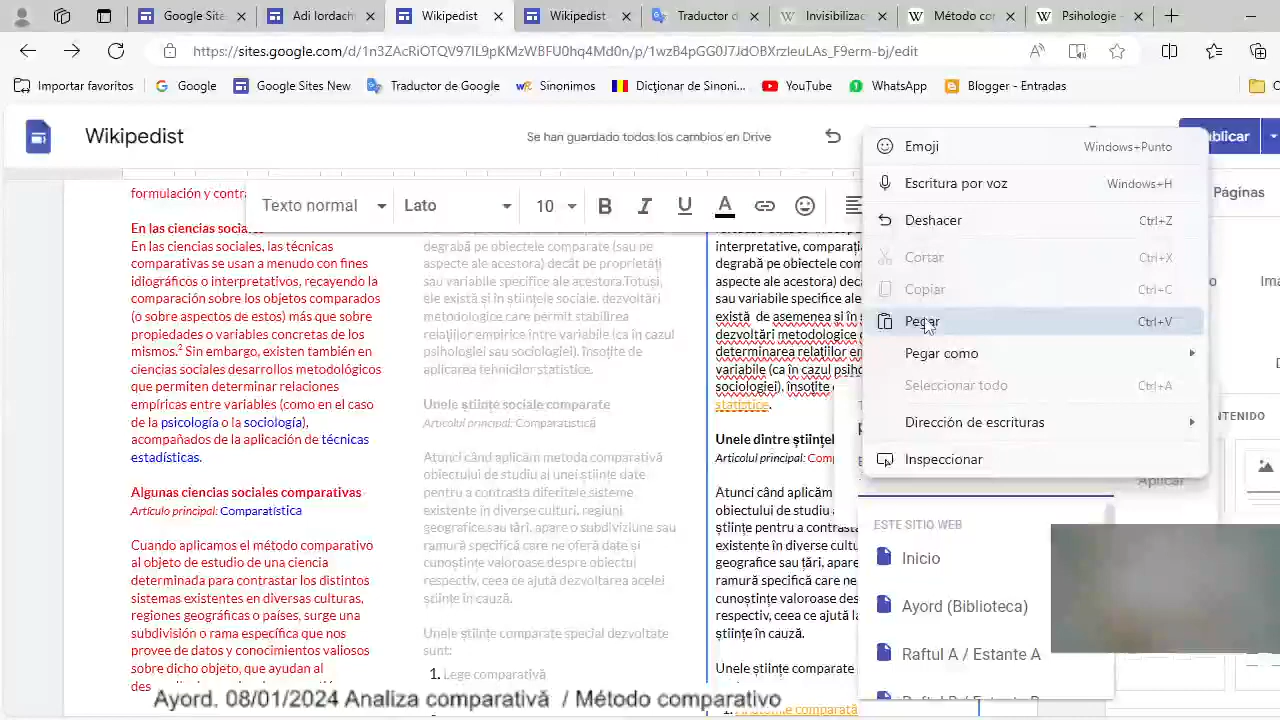 Google Sit
Adi Iordach
Wikipedist
Wikipedist
Traductor d
Invisibiliza
Método co
Psihologie -
https://sites.google.com/d/1n3ZAcRiOTQV97IL9pKMzWBFU0hq4Md0n/p/1wzB4pGG0J7JdOBXrzIeuLAs_F9erm-bj/edit
Importar favoritos
Google
Google Sites New
Traductor de Google
Sinonimos
Dicţionar de Sinoni...
YouTube
WhatsApp
Blogger - Entradas
Wikipedist
Se han guardado todos los cambios en Drive
blicar
Páginas
Texto normal
Lato
10
B I U A
Emoji Windows+Punto
Escritura por voz Windows+H
Deshacer Ctrl+Z
Cortar Ctrl+X
Copiar Ctrl+C
Pegar Ctrl+V
Pegar como
Seleccionar todo Ctrl+A
Dirección de escrituras
Inspeccionar
formulación y contra
En las ciencias socia
En las ciencias sociales, las técnicas
comparativas se usan a menudo con fines
idiográficos o interpretativos, recayendo la
comparación sobre los objetos comparados
(o sobre aspectos de estos) más que sobre
propiedades o variables concretas de los
mismos.² Sin embargo, existen también en
ciencias sociales desarrollos metodológicos
que permiten determinar relaciones
empíricas entre variables (como en el caso
de la psicología o la sociología),
acompañados de la aplicación de técnicas
estadísticas.
Algunas ciencias sociales comparativas
Artículo principal: Comparatística
Cuando aplicamos el método comparativo
al objeto de estudio de una ciencia
determinada para contrastar los distintos
sistemas existentes en diversas culturas,
regiones geográficas o países, surge una
subdivisión o rama específica que nos
provee de datos y conocimientos valiosos
sobre dicho objeto, que ayudan al
des
degrabă pe obiectele comparate (sau pe
aspecte ale acestora) decât pe proprietăți
sau variabile specifice ale acestora.Totuși,
ele există și în științele sociale. dezvoltări
metodologice care permit stabilirea
relațiilor empirice între variabile (ca în cazul
psihologiei sau sociologiei). însoțite de
aplicarea tehnicilor statistice.
Unele științe sociale comparate
Articolul principal: Comparatistică
Atunci când aplicăm metoda comparativă
obiectului de studiu al unei științe date
pentru a contrasta diferitele sisteme
existente în diverse culturi, regiuni
geografice sau țări, apare o subdiviziune sau
ramură specifică care ne oferă date și
cunoștințe valoroase despre obiectul
respectiv, ceea ce ajută dezvoltarea acelei
științe în cauză.
Unele științe comparate special dezvoltate
sunt:
1. Lege comparativă
interpretative, comparați
degrabă pe obiectele com
aspecte ale acestora) decâ
sau variabile specifice ale
există de asemenea și în ș
dezvoltări metodologice
determinarea relațiilor em
variabile (ca în cazul psiho
sociologiei), însoțite
statistice.
Unele dintre științel
Articolul principal: Com
Atunci când aplicăm
obiectului de studiu
științe pentru a contrasta
existente în diverse cultu
geografice sau țări, apare
ramură specifică care ne
cunoștințe valoroase de
respectiv, ceea ce ajută la
științe în cauză.
Unele științe comparate
1. Anatomie comparată
NTENIDO
Aplicar
ESTE SITIO WEB
Inicio
Ayord (Biblioteca)
Raftul A / Estante A
Ayord. 08/01/2024 Analiza comparativă / Método comparativo